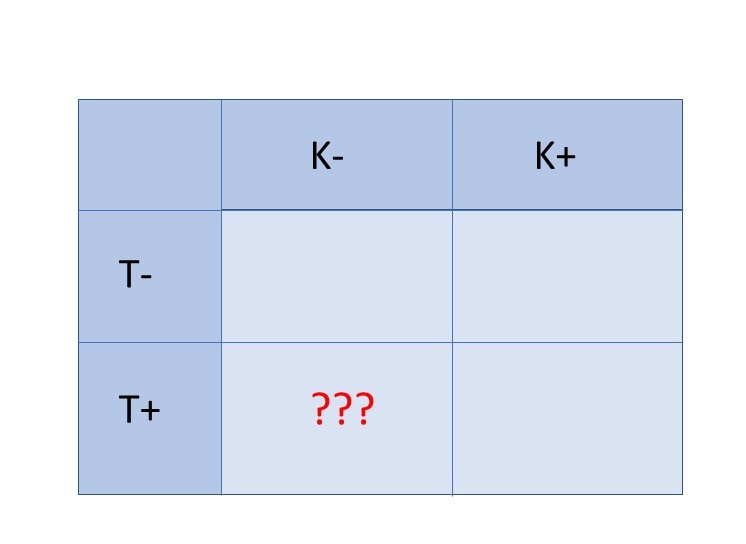 K- K+
T-
T+ ???